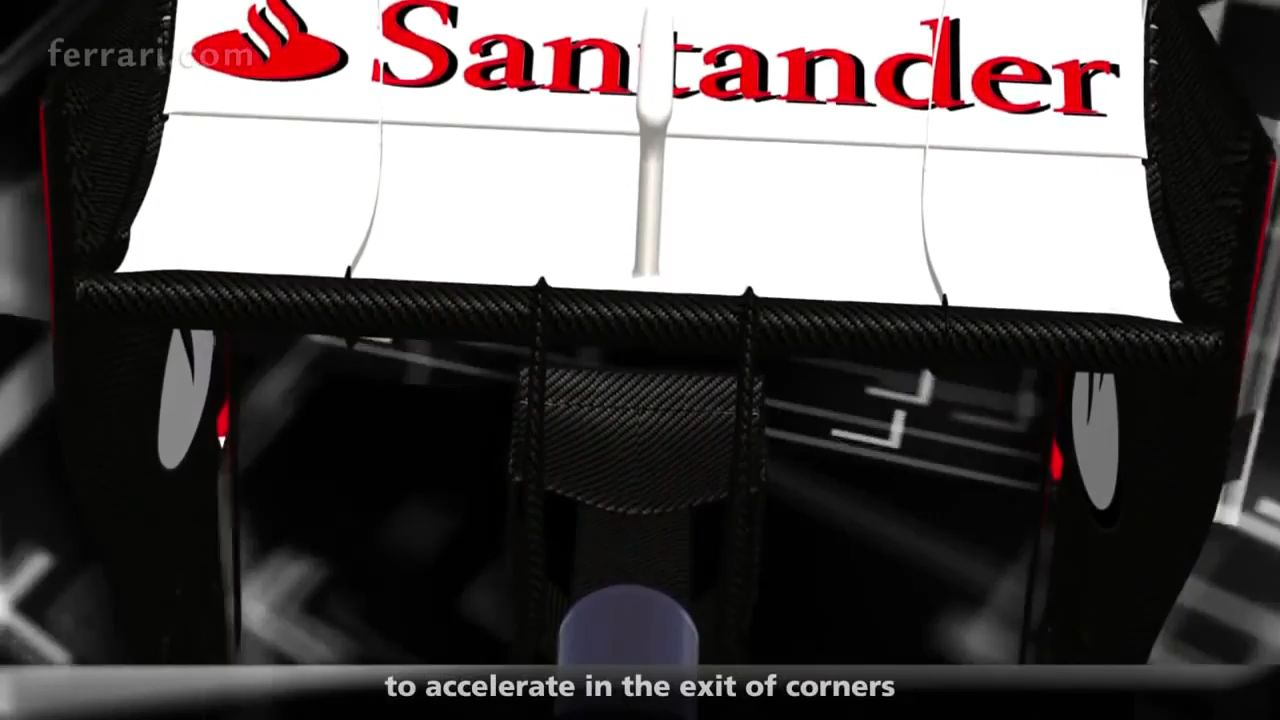 ferrari.com
Santander
to accelerate in the exit of corners